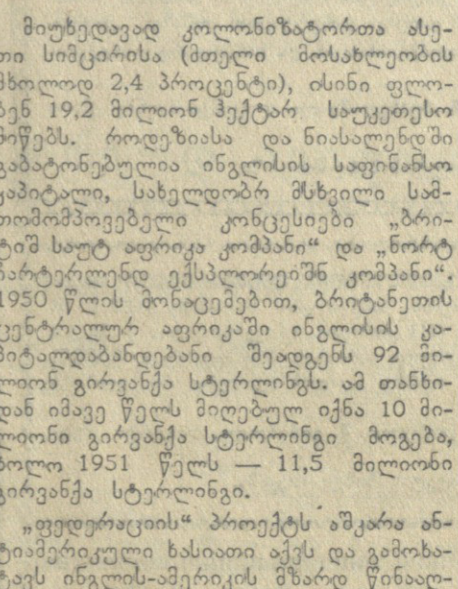 მიუხედავად კოლონიზატორთა ასე-
თი სიმცირისა (მთელი მოსახლეობის
მხოლოდ 2,4 პროცენტი), ისინი ფლო-
ბენ 19,2 მილიონ ჰექტარ საუკეთესო
მიწებს. როდეზიასა და ნიასალენდში
გაბატონებულია ინგლისის საფინანსო
კაპიტალი, სახელდობრ მსხვილი სამ-
თომომპოვებელი კონცესიები „ბრი-
ტიშ საუტ აფრიკა კომპანი“ და „ნორტ
ჩარტერლენდ ექსპლორეიშნ კომპანი“.
1950 წლის მონაცემებით, ბრიტანეთის
ცენტრალურ აფრიკაში ინგლისის კა-
პიტალდაბანდებანი შეადგენს 92 მი-
ლიონ გირვანქა სტერლინგს. ამ თანხი-
დან იმავე წელს მიღებულ იქნა 10 მი-
ლიონი გირვანქა სტერლინგი მოგება,
ხოლო 1951 წელს — 11,5 მილიონი
გირვანქა სტერლინგი.
„ფედერაციის“ პროექტს აშკარა ან-
ტიამერიკული ხასიათი აქვს და გამოხა-
ტავს ინგლის-ამერიკის მზარდ წინააღ-